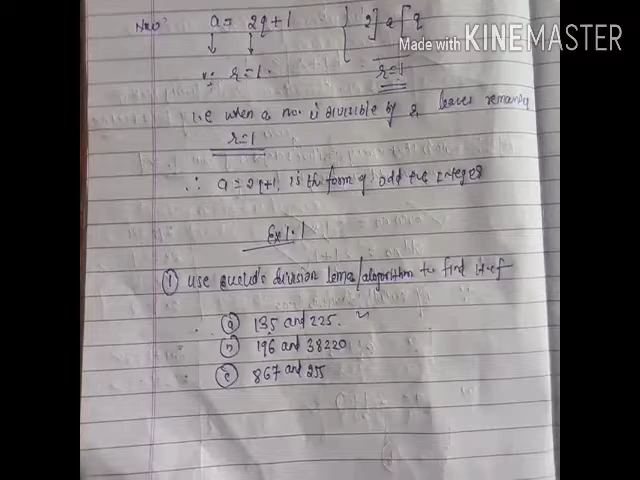 Now a = 2q+1 { 2] a [q
Made with KINEMASTER
∵ r=1. r=1
i.e when a no. is divisible by 2, leaves remainder
r=1
∴ a = 2q+1 is the form of odd +ve integer
Ex 1.1
① Use Euclid's division lema/algorithm to find H.C.F
ⓐ 135 and 225.
ⓑ 196 and 38220
ⓒ 867 and 255